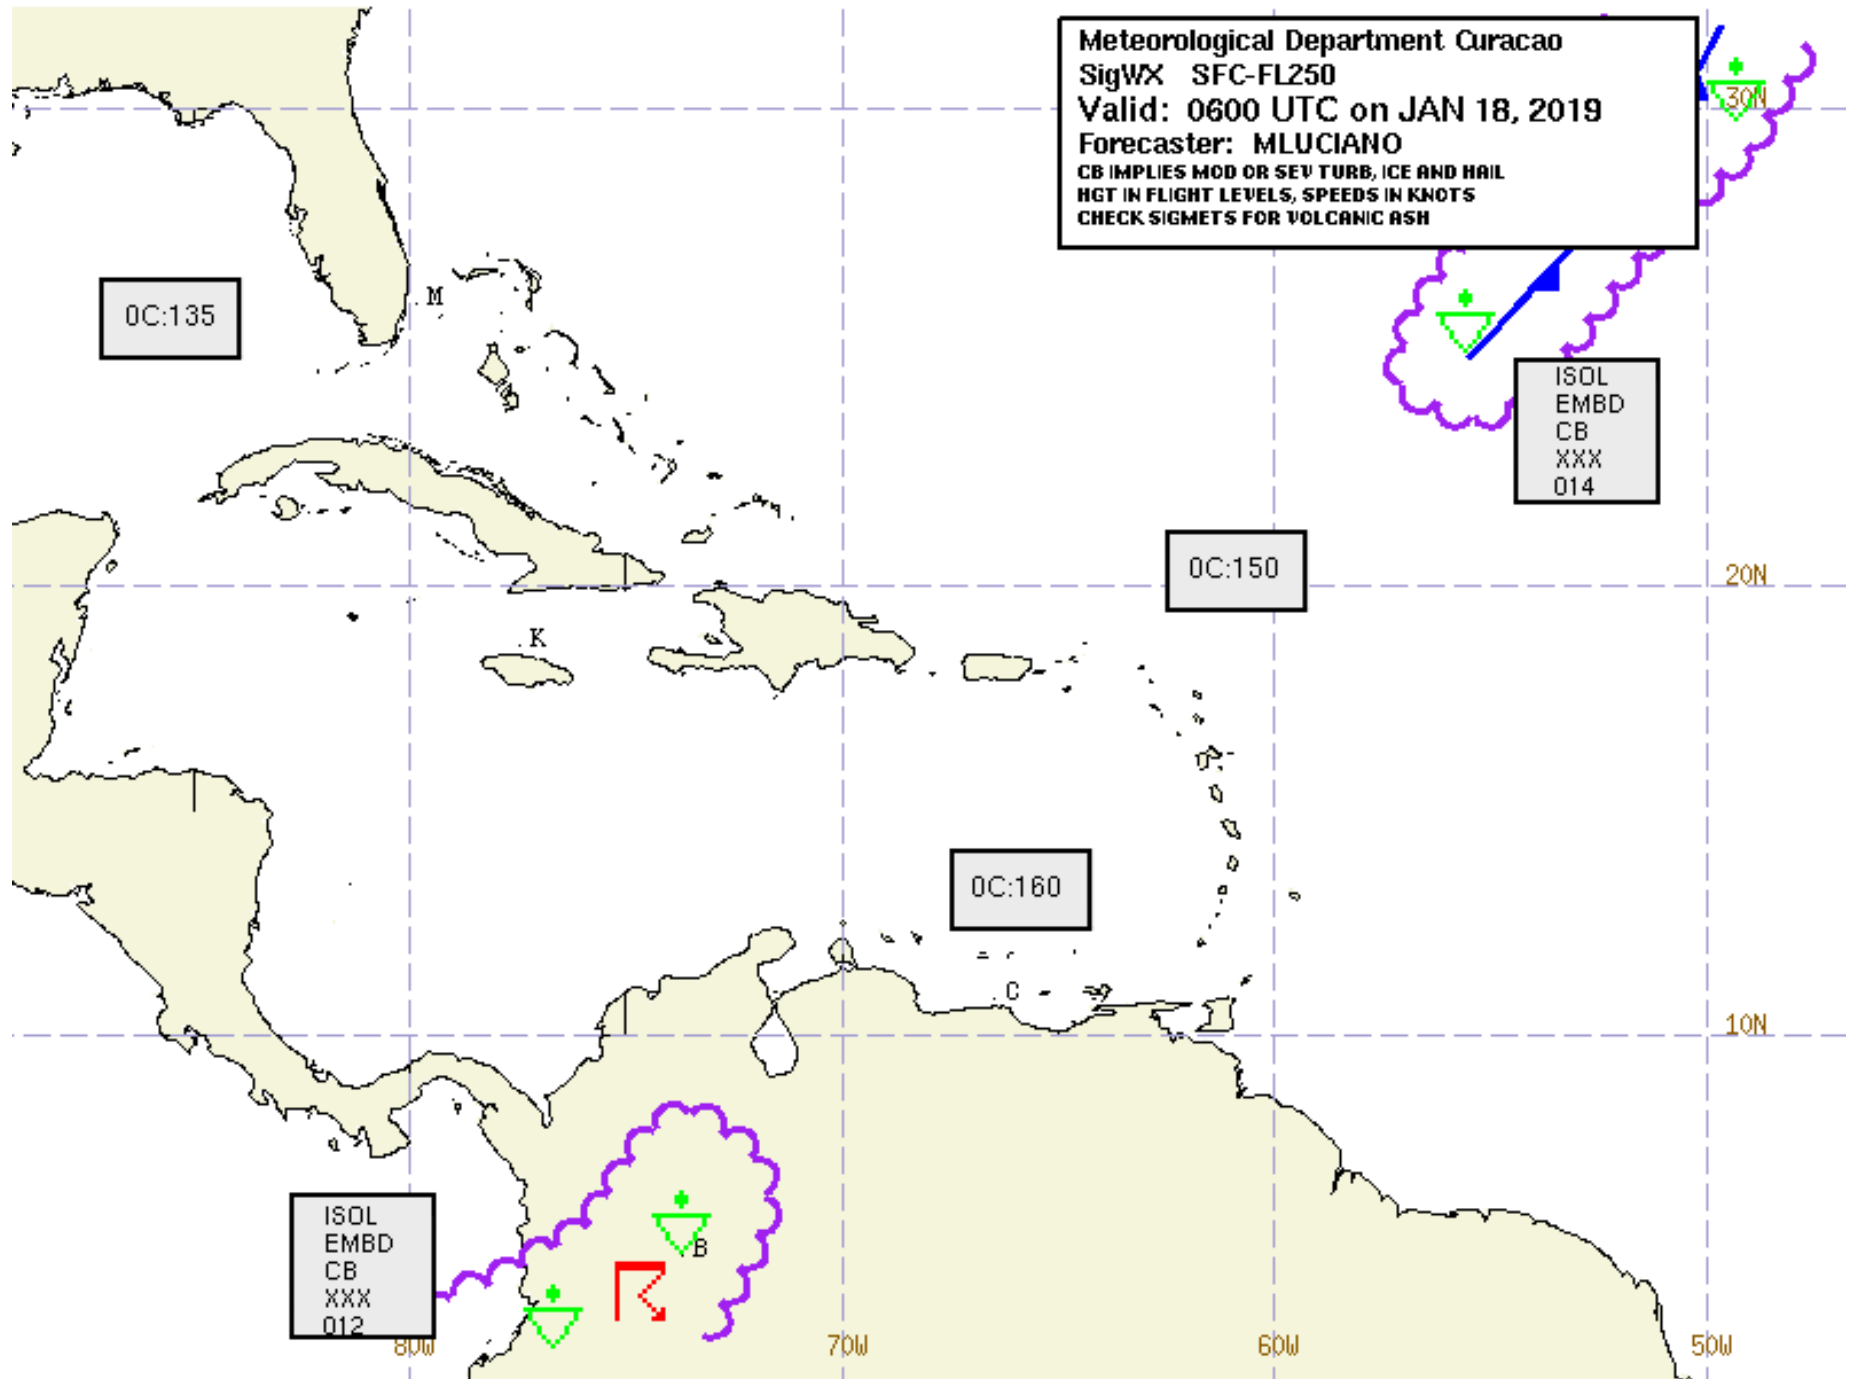 Meteorological Department Curacao
SigWX SFC-FL250
Valid: 0600 UTC on JAN 18, 2019
Forecaster: MLUCIANO
CB IMPLIES MOD OR SEV TURB, ICE AND HAIL
HGT IN FLIGHT LEVELS, SPEEDS IN KNOTS
CHECK SIGMETS FOR VOLCANIC ASH
30N
M
0C:135
ISOL
EMBD
CB
XXX
014
0C:150
20N
K
0C:160
C
10N
ISOL
EMBD
CB
XXX
012
B
80W
70W
60W
50W